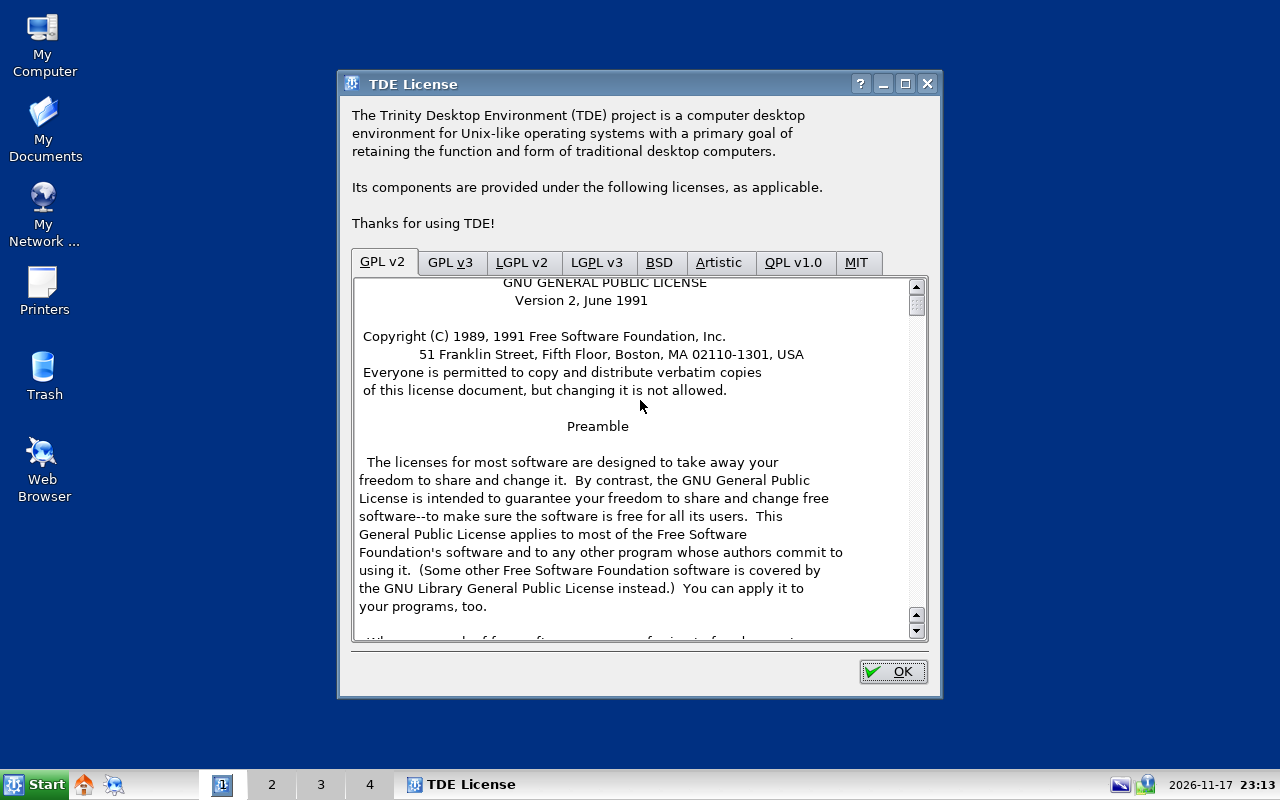 My
Computer
My
Documents
My
Network ...
Printers
Trash
Web
Browser
TDE License
The Trinity Desktop Environment (TDE) project is a computer desktop
environment for Unix-like operating systems with a primary goal of
retaining the function and form of traditional desktop computers.
Its components are provided under the following licenses, as applicable.
Thanks for using TDE!
GPL v2 GPL v3 LGPL v2 LGPL v3 BSD Artistic QPL v1.0 MIT
GNU GENERAL PUBLIC LICENSE
Version 2, June 1991
Copyright (C) 1989, 1991 Free Software Foundation, Inc.
51 Franklin Street, Fifth Floor, Boston, MA 02110-1301, USA
Everyone is permitted to copy and distribute verbatim copies
of this license document, but changing it is not allowed.
Preamble
The licenses for most software are designed to take away your
freedom to share and change it.  By contrast, the GNU General Public
License is intended to guarantee your freedom to share and change free
software--to make sure the software is free for all its users.  This
General Public License applies to most of the Free Software
Foundation's software and to any other program whose authors commit to
using it.  (Some other Free Software Foundation software is covered by
the GNU Library General Public License instead.)  You can apply it to
your programs, too.
OK
Start 1 2 3 4 TDE License 2026-11-17 23:13